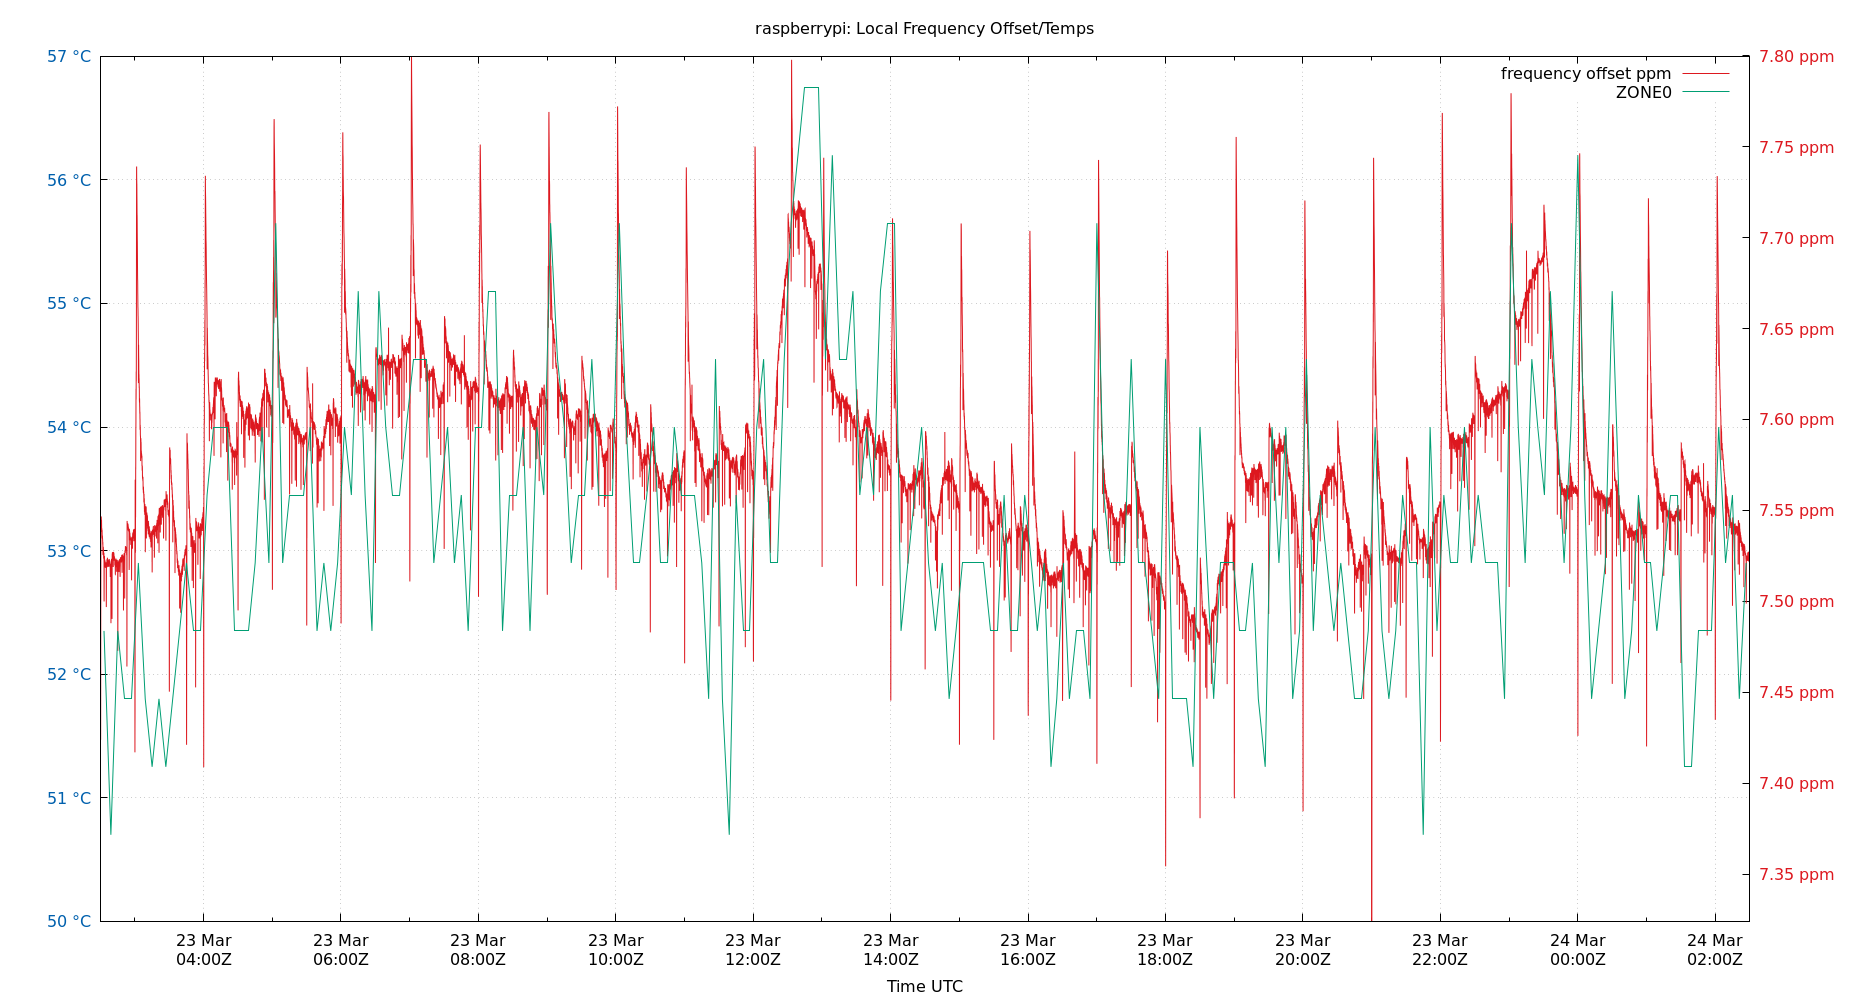 raspberrypi: Local Frequency Offset/Temps
57 °C
56 °C
55 °C
54 °C
53 °C
52 °C
51 °C
50 °C
7.80 ppm
7.75 ppm
7.70 ppm
7.65 ppm
7.60 ppm
7.55 ppm
7.50 ppm
7.45 ppm
7.40 ppm
7.35 ppm
frequency offset ppm
ZONE0
23 Mar
04:00Z
23 Mar
06:00Z
23 Mar
08:00Z
23 Mar
10:00Z
23 Mar
12:00Z
23 Mar
14:00Z
23 Mar
16:00Z
23 Mar
18:00Z
23 Mar
20:00Z
23 Mar
22:00Z
24 Mar
00:00Z
24 Mar
02:00Z
Time UTC